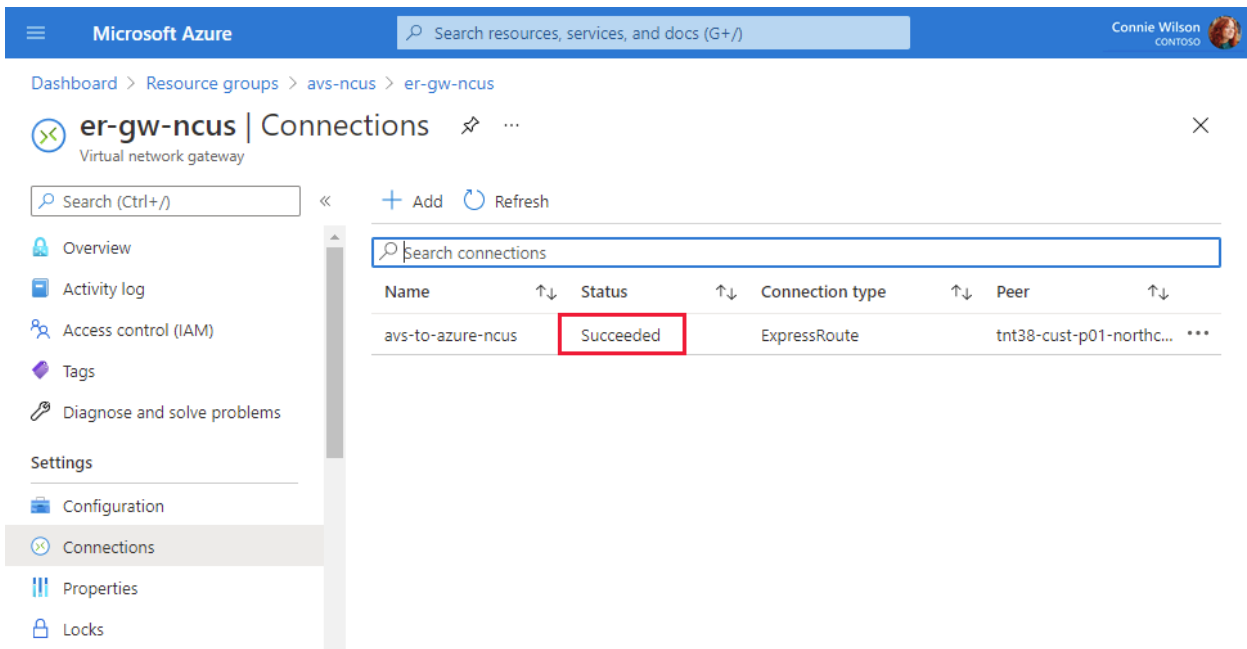 Microsoft Azure
Search resources, services, and docs (G+/)
Connie Wilson
CONTOSO
Dashboard > Resource groups > avs-ncus > er-gw-ncus
er-gw-ncus | Connections ...
Virtual network gateway
Search (Ctrl+/)
«
Add
Refresh
Overview
Activity log
Access control (IAM)
Tags
Diagnose and solve problems
Settings
Configuration
Connections
Properties
Locks
Search connections
Name Status Connection type Peer
avs-to-azure-ncus Succeeded ExpressRoute tnt38-cust-p01-northc... •••